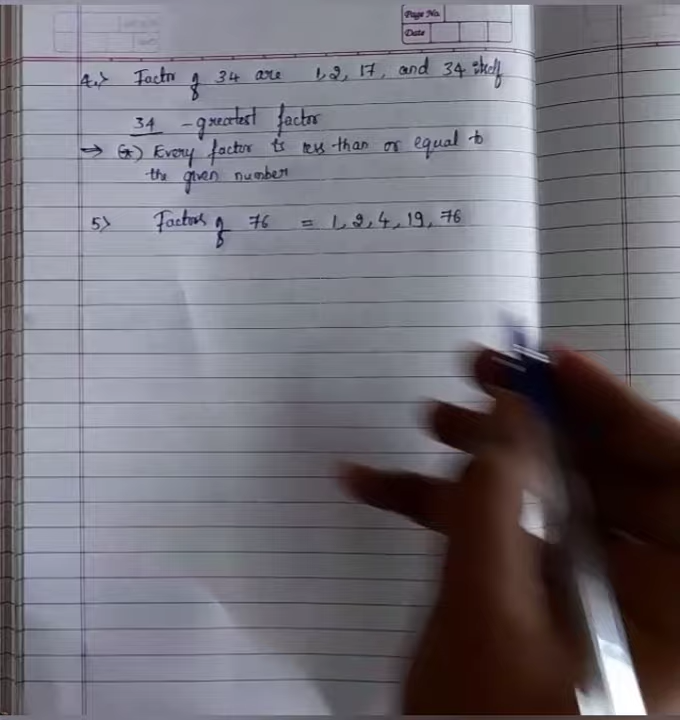 Page No.
Date
4.> Factor of 34 are 1, 2, 17, and 34 itself
34 - greatest factor
→ (*) Every factor is less than or equal to
the given number
5> Factors of 76 = 1, 2, 4, 19, 76